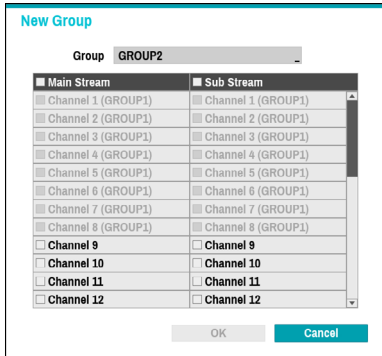 New Group
Group GROUP2_
Main Stream Sub Stream
Channel 1 (GROUP1) Channel 1 (GROUP1)
Channel 2 (GROUP1) Channel 2 (GROUP1)
Channel 3 (GROUP1) Channel 3 (GROUP1)
Channel 4 (GROUP1) Channel 4 (GROUP1)
Channel 5 (GROUP1) Channel 5 (GROUP1)
Channel 6 (GROUP1) Channel 6 (GROUP1)
Channel 7 (GROUP1) Channel 7 (GROUP1)
Channel 8 (GROUP1) Channel 8 (GROUP1)
Channel 9 Channel 9
Channel 10 Channel 10
Channel 11 Channel 11
Channel 12 Channel 12
OK Cancel